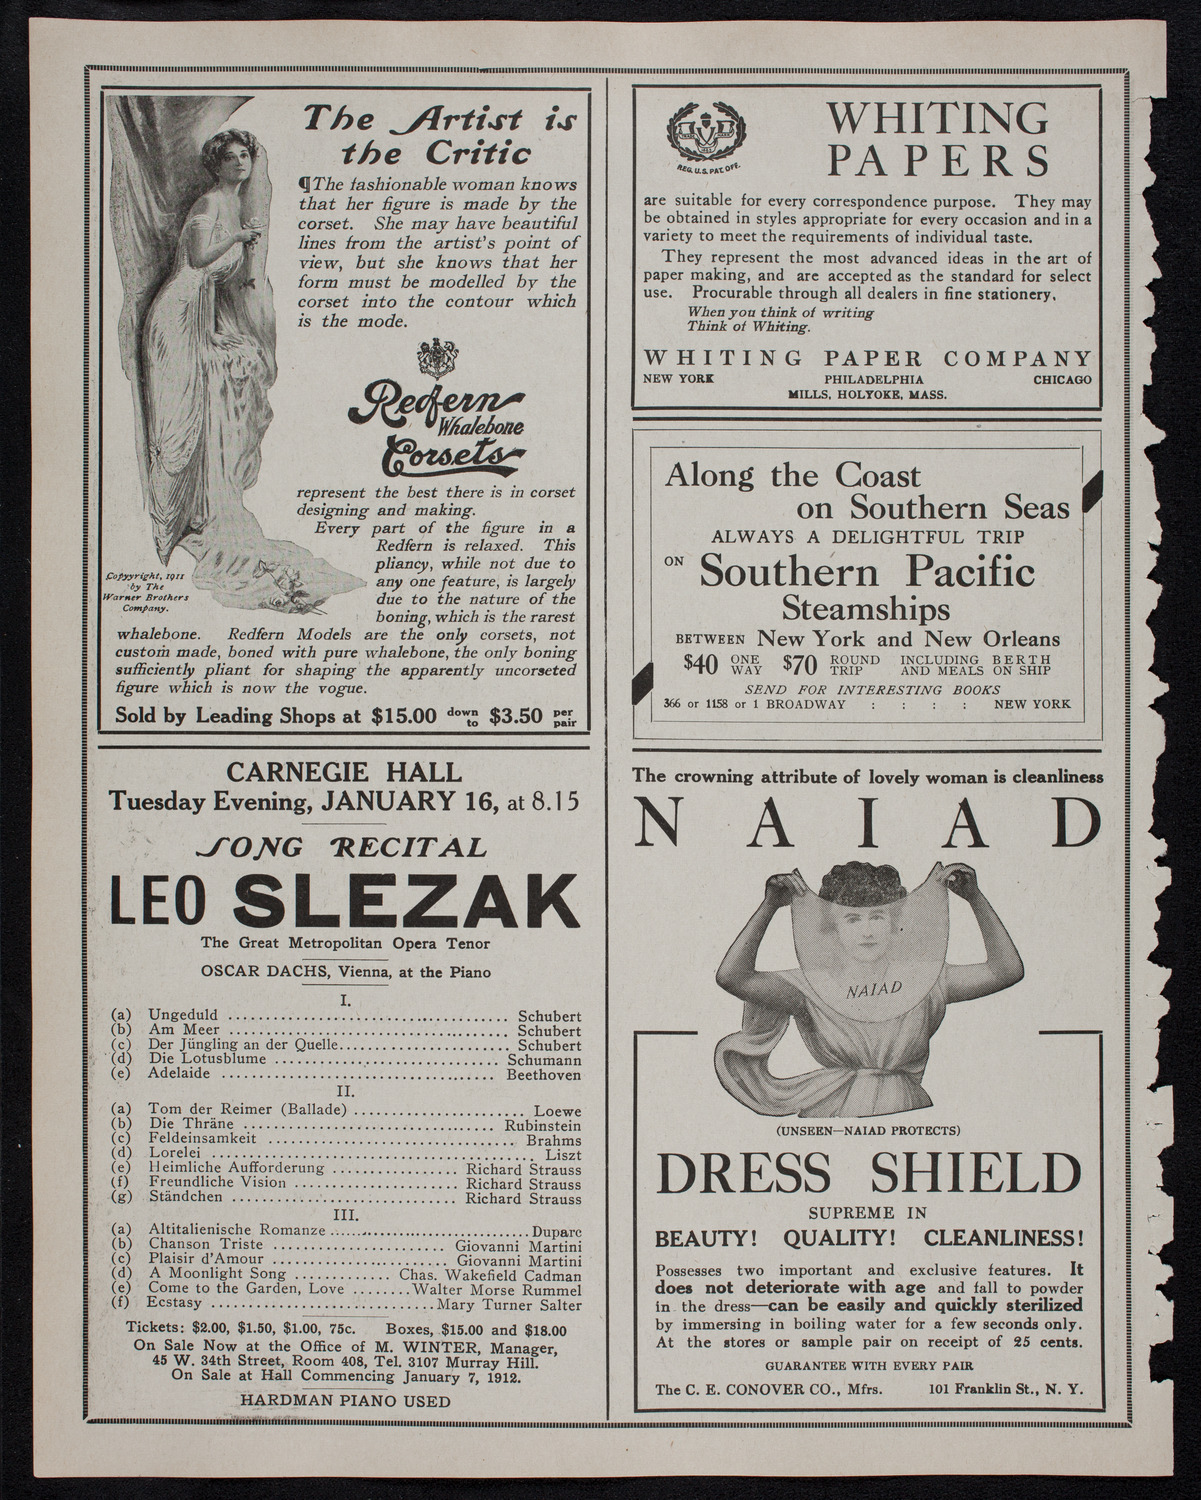 The Artist is
the Critic
¶The fashionable woman knows
that her figure is made by the
corset. She may have beautiful
lines from the artist's point of
view, but she knows that her
form must be modelled by the
corset into the contour which
is the mode.
Redfern
Whalebone
Corsets
represent the best there is in corset
designing and making.
Every part of the figure in a
Redfern is relaxed. This
pliancy, while not due to
any one feature, is largely
due to the nature of the
boning, which is the rarest
Copyright, 1911
by The
Warner Brothers
Company.
whalebone. Redfern Models are the only corsets, not
custom made, boned with pure whalebone, the only boning
sufficiently pliant for shaping the apparently uncorseted
figure which is now the vogue.
Sold by Leading Shops at $15.00 down to $3.50 per pair
CARNEGIE HALL
Tuesday Evening, JANUARY 16, at 8.15
SONG RECITAL
LEO SLEZAK
The Great Metropolitan Opera Tenor
OSCAR DACHS, Vienna, at the Piano
I.
(a) Ungeduld ................................ Schubert
(b) Am Meer ................................ Schubert
(c) Der Jüngling an der Quelle................... Schubert
(d) Die Lotusblume ......................... Schumann
(e) Adelaide ................................ Beethoven
II.
(a) Tom der Reimer (Ballade) ..................... Loewe
(b) Die Thräne ............................. Rubinstein
(c) Feldeinsamkeit ............................ Brahms
(d) Lorelei .................................... Liszt
(e) Heimliche Aufforderung .............. Richard Strauss
(f) Freundliche Vision .................. Richard Strauss
(g) Ständchen ........................ Richard Strauss
III.
(a) Altitalienische Romanze ........................Duparc
(b) Chanson Triste .................... Giovanni Martini
(c) Plaisir d'Amour .................... Giovanni Martini
(d) A Moonlight Song ............ Chas. Wakefield Cadman
(e) Come to the Garden, Love ........Walter Morse Rummel
(f) Ecstasy ..........................Mary Turner Salter
Tickets: $2.00, $1.50, $1.00, 75c. Boxes, $15.00 and $18.00
On Sale Now at the Office of M. WINTER, Manager,
45 W. 34th Street, Room 408, Tel. 3107 Murray Hill.
On Sale at Hall Commencing January 7, 1912.
HARDMAN PIANO USED
REG. U.S. PAT. OFF.
WHITING
PAPERS
are suitable for every correspondence purpose. They may
be obtained in styles appropriate for every occasion and in a
variety to meet the requirements of individual taste.
They represent the most advanced ideas in the art of
paper making, and are accepted as the standard for select
use. Procurable through all dealers in fine stationery.
When you think of writing
Think of Whiting.
WHITING PAPER COMPANY
NEW YORK PHILADELPHIA CHICAGO
MILLS, HOLYOKE, MASS.
Along the Coast
on Southern Seas
ALWAYS A DELIGHTFUL TRIP
ON Southern Pacific
Steamships
BETWEEN New York and New Orleans
$40 ONE WAY $70 ROUND TRIP INCLUDING BERTH AND MEALS ON SHIP
SEND FOR INTERESTING BOOKS
366 or 1158 or 1 BROADWAY : : : : NEW YORK
The crowning attribute of lovely woman is cleanliness
NAIAD
NAIAD
(UNSEEN—NAIAD PROTECTS)
DRESS SHIELD
SUPREME IN
BEAUTY! QUALITY! CLEANLINESS!
Possesses two important and exclusive features. It
does not deteriorate with age and fall to powder
in the dress—can be easily and quickly sterilized
by immersing in boiling water for a few seconds only.
At the stores or sample pair on receipt of 25 cents.
GUARANTEE WITH EVERY PAIR
The C. E. CONOVER CO., Mfrs. 101 Franklin St., N. Y.